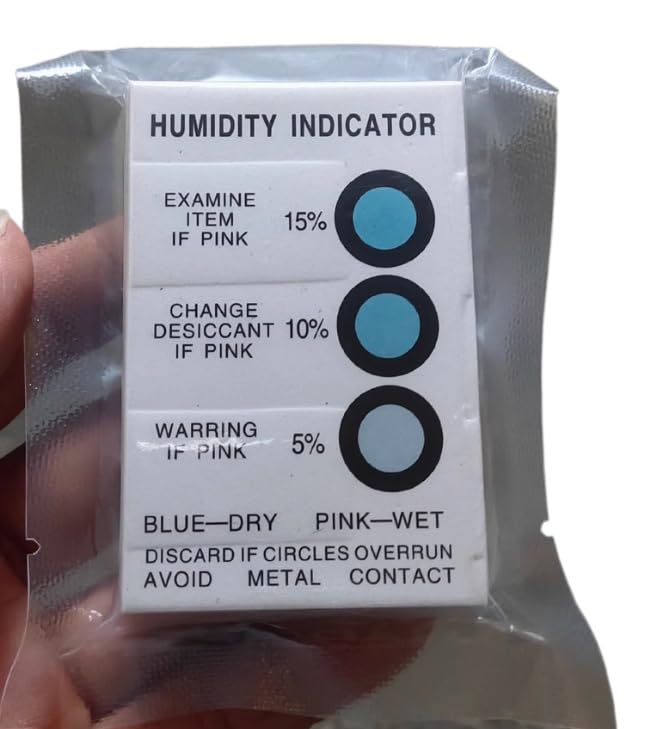 HUMIDITY INDICATOR
EXAMINE
ITEM 15%
IF PINK
CHANGE
DESICCANT 10%
IF PINK
WARRING
IF PINK 5%
BLUE—DRY PINK—WET
DISCARD IF CIRCLES OVERRUN
AVOID METAL CONTACT